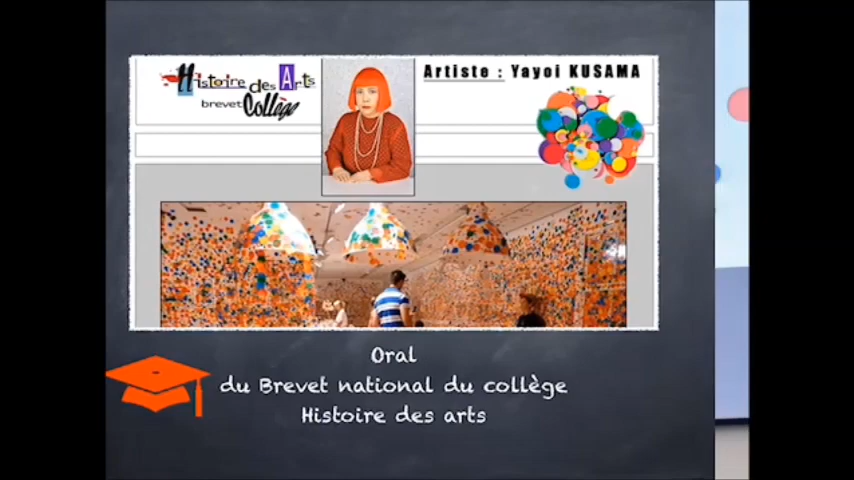 Histoire des Arts
brevet Collège
Artiste : Yayoi KUSAMA
Oral
du Brevet national du collège
Histoire des arts